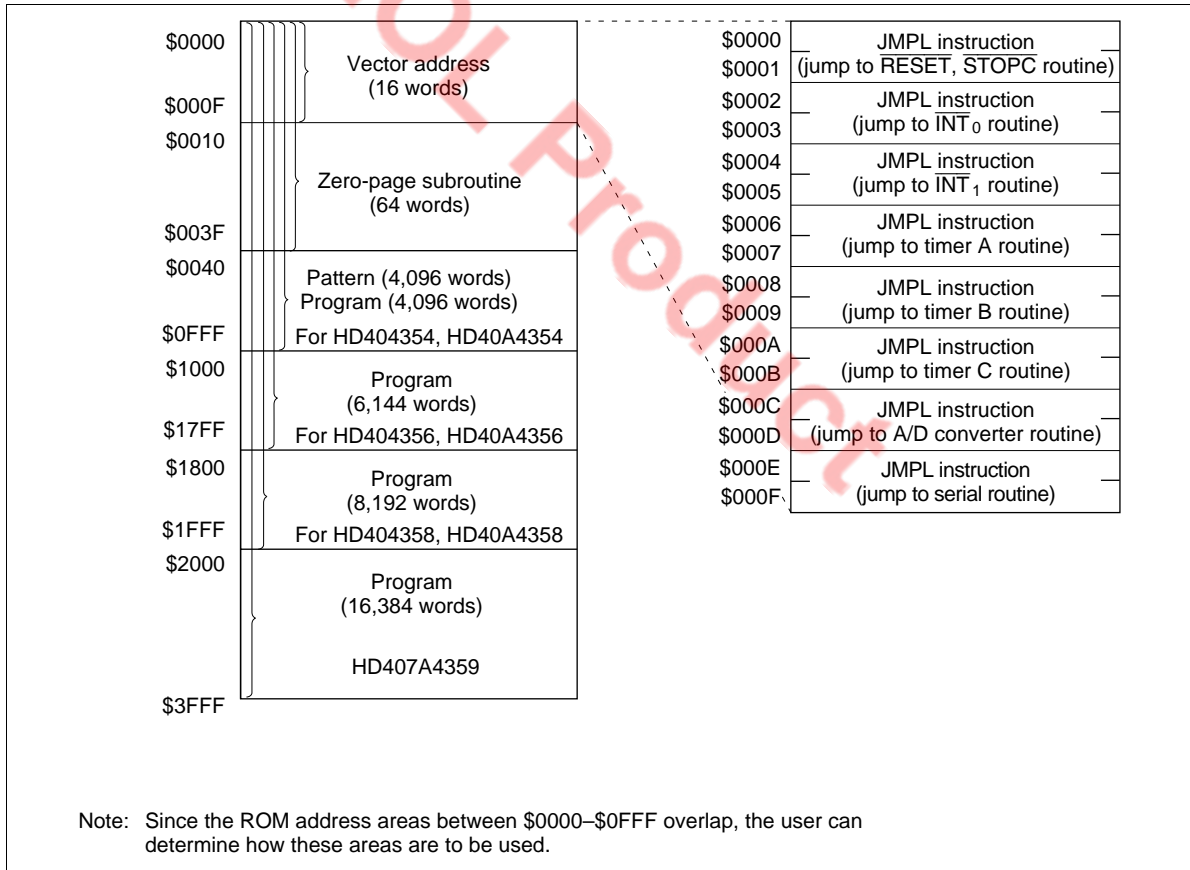 $0000
Vector address
(16 words)
$000F
$0010
Zero-page subroutine
(64 words)
$003F
$0040
Pattern (4,096 words)
Program (4,096 words)
For HD404354, HD40A4354
$0FFF
$1000
Program
(6,144 words)
For HD404356, HD40A4356
$17FF
$1800
Program
(8,192 words)
For HD404358, HD40A4358
$1FFF
$2000
Program
(16,384 words)
HD407A4359
$3FFF
$0000
$0001
JMPL instruction
(jump to RESET, STOPC routine)
$0002
$0003
JMPL instruction
(jump to INT0 routine)
$0004
$0005
JMPL instruction
(jump to INT1 routine)
$0006
$0007
JMPL instruction
(jump to timer A routine)
$0008
$0009
JMPL instruction
(jump to timer B routine)
$000A
$000B
JMPL instruction
(jump to timer C routine)
$000C
$000D
JMPL instruction
(jump to A/D converter routine)
$000E
$000F
JMPL instruction
(jump to serial routine)
Note: Since the ROM address areas between $0000–$0FFF overlap, the user can
determine how these areas are to be used.
OL Product